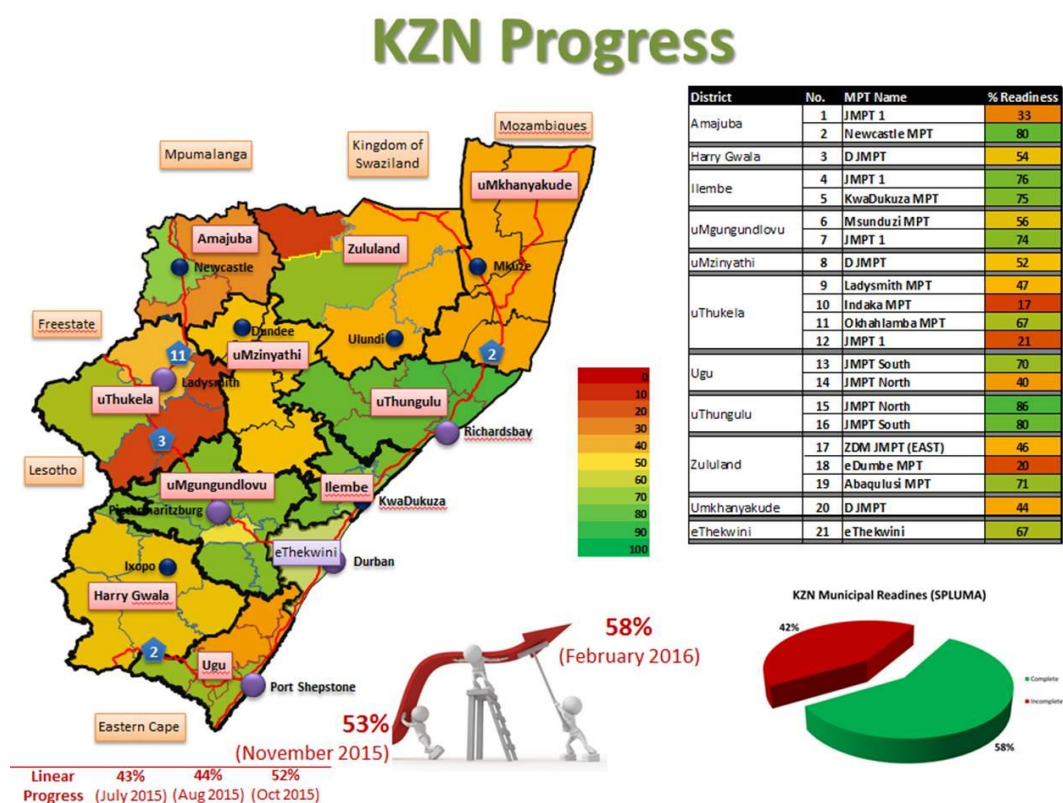 KZN Progress
Mozambiques
Mpumalanga
Kingdom of
Swaziland
uMkhanyakude
Amajuba
Zululand
Newcastle
Mkuze
Freestate
Dundee
Ulundi
uMzinyathi
11
2
Ladysmith
uThukela
uThungulu
3
Richardsbay
Lesotho
uMgungundlovu
Ilembe
KwaDukuza
Pietermaritzburg
eThekwini
Durban
Ixopo
Harry Gwala
2
Ugu
Port Shepstone
Eastern Cape
0
10
20
30
40
50
60
70
80
90
100
District No. MPT Name % Readiness
Amajuba
1 JMPT 1 33
2 Newcastle MPT 80
Harry Gwala 3 DJMPT 54
Ilembe
4 JMPT 1 76
5 KwaDukuza MPT 75
uMgungundlovu
6 Msunduzi MPT 56
7 JMPT 1 74
uMzinyathi 8 DJMPT 52
uThukela
9 Ladysmith MPT 47
10 Indaka MPT 17
11 Okhahlamba MPT 67
12 JMPT 1 21
Ugu
13 JMPT South 70
14 JMPT North 40
uThungulu
15 JMPT North 86
16 JMPT South 80
Zululand
17 ZDM JMPT (EAST) 46
18 eDumbe MPT 20
19 Abaqulusi MPT 71
Umkhanyakude 20 DJMPT 44
eThekwini 21 eThekwini 67
58%
(February 2016)
53%
(November 2015)
Linear 43% 44% 52%
Progress (July 2015) (Aug 2015) (Oct 2015)
KZN Municipal Readines (SPLUMA)
42%
Complete
Incomplete
58%